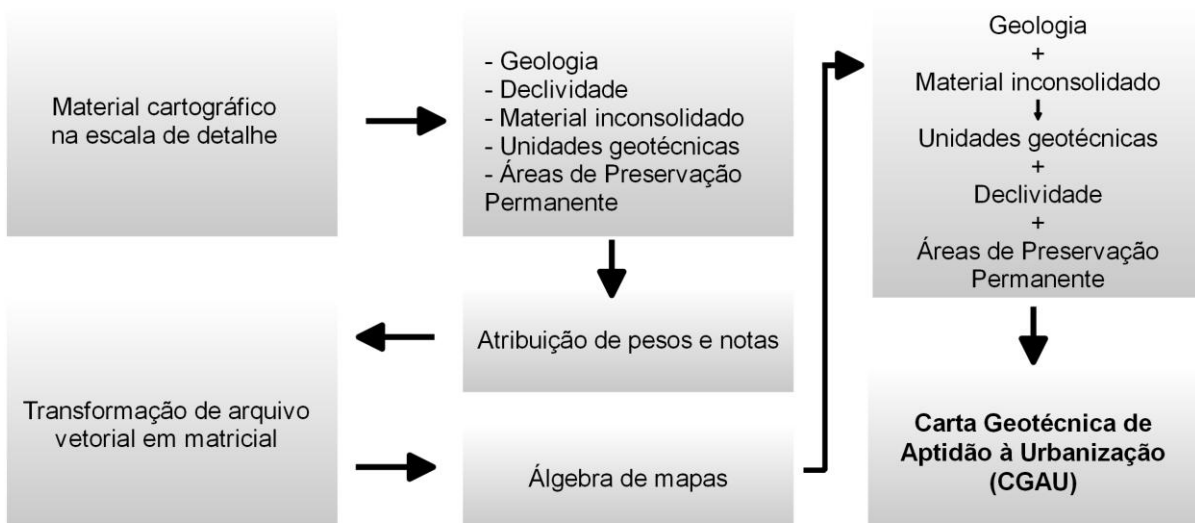 Material cartográfico
na escala de detalhe
- Geologia
- Declividade
- Material inconsolidado
- Unidades geotécnicas
- Áreas de Preservação
Permanente
Atribuição de pesos e notas
Transformação de arquivo
vetorial em matricial
Álgebra de mapas
Geologia
+
Material inconsolidado
Unidades geotécnicas
+
Declividade
+
Áreas de Preservação
Permanente
Carta Geotécnica de
Aptidão à Urbanização
(CGAU)